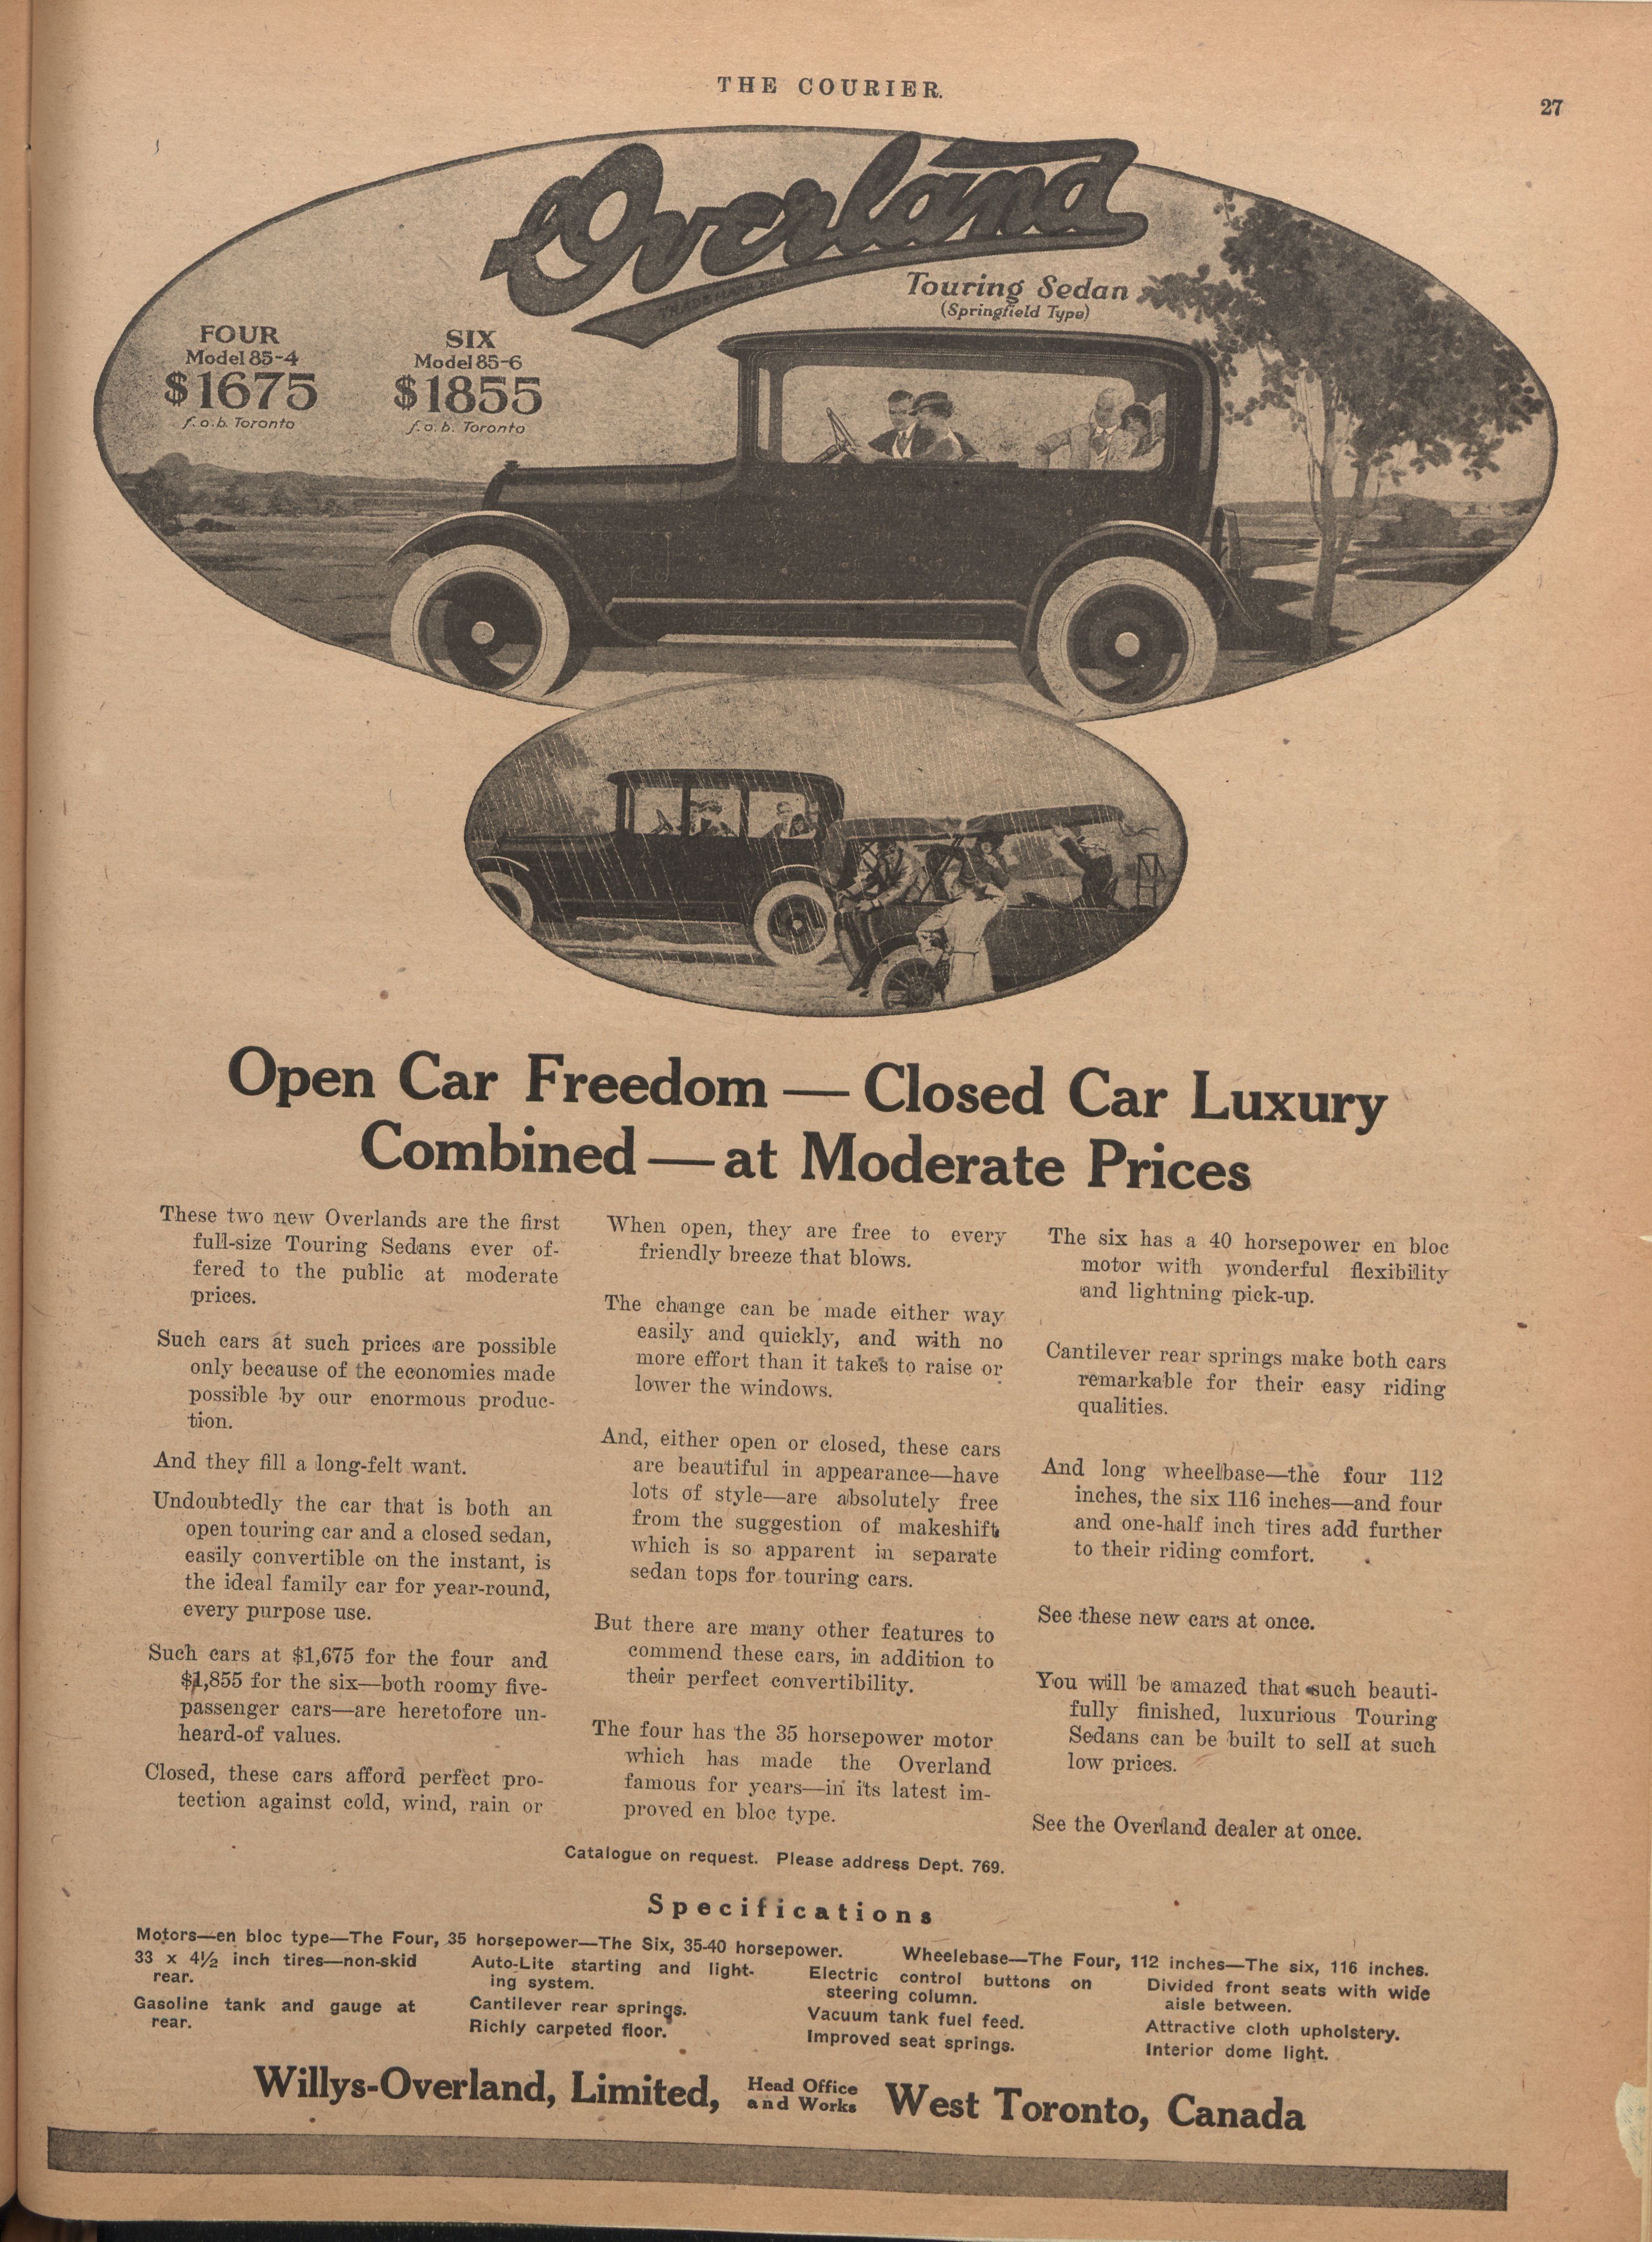 THE COURIER.
27
Overland
TRADE MARK REG.
Touring Sedan
(Springfield Type)
FOUR
Model 85-4
$1675
f. o. b. Toronto
SIX
Model 85-6
$1855
f. o. b. Toronto
Open Car Freedom — Closed Car Luxury
Combined — at Moderate Prices
These two new Overlands are the first
full-size Touring Sedans ever of-
fered to the public at moderate
prices.
Such cars at such prices are possible
only because of the economies made
possible by our enormous produc-
tion.
And they fill a long-felt want.
Undoubtedly the car that is both an
open touring car and a closed sedan,
easily convertible on the instant, is
the ideal family car for year-round,
every purpose use.
Such cars at $1,675 for the four and
$1,855 for the six—both roomy five-
passenger cars—are heretofore un-
heard-of values.
Closed, these cars afford perfect pro-
tection against cold, wind, rain or
When open, they are free to every
friendly breeze that blows.
The change can be made either way
easily and quickly, and with no
more effort than it takes to raise or
lower the windows.
And, either open or closed, these cars
are beautiful in appearance—have
lots of style—are absolutely free
from the suggestion of makeshift
which is so apparent in separate
sedan tops for touring cars.
But there are many other features to
commend these cars, in addition to
their perfect convertibility.
The four has the 35 horsepower motor
which has made the Overland
famous for years—in its latest im-
proved en bloc type.
The six has a 40 horsepower en bloc
motor with wonderful flexibility
and lightning pick-up.
Cantilever rear springs make both cars
remarkable for their easy riding
qualities.
And long wheelbase—the four 112
inches, the six 116 inches—and four
and one-half inch tires add further
to their riding comfort.
See these new cars at once.
You will be amazed that such beauti-
fully finished, luxurious Touring
Sedans can be built to sell at such
low prices.
See the Overland dealer at once.
Catalogue on request. Please address Dept. 769.
Specifications
Motors—en bloc type—The Four, 35 horsepower—The Six, 35-40 horsepower. Wheelebase—The Four, 112 inches—The six, 116 inches.
33 x 4½ inch tires—non-skid
rear.
Gasoline tank and gauge at
rear.
Auto-Lite starting and light-
ing system.
Cantilever rear springs.
Richly carpeted floor.
Electric control buttons on
steering column.
Vacuum tank fuel feed.
Improved seat springs.
Divided front seats with wide
aisle between.
Attractive cloth upholstery.
Interior dome light.
Willys-Overland, Limited, Head Office
and Works West Toronto, Canada